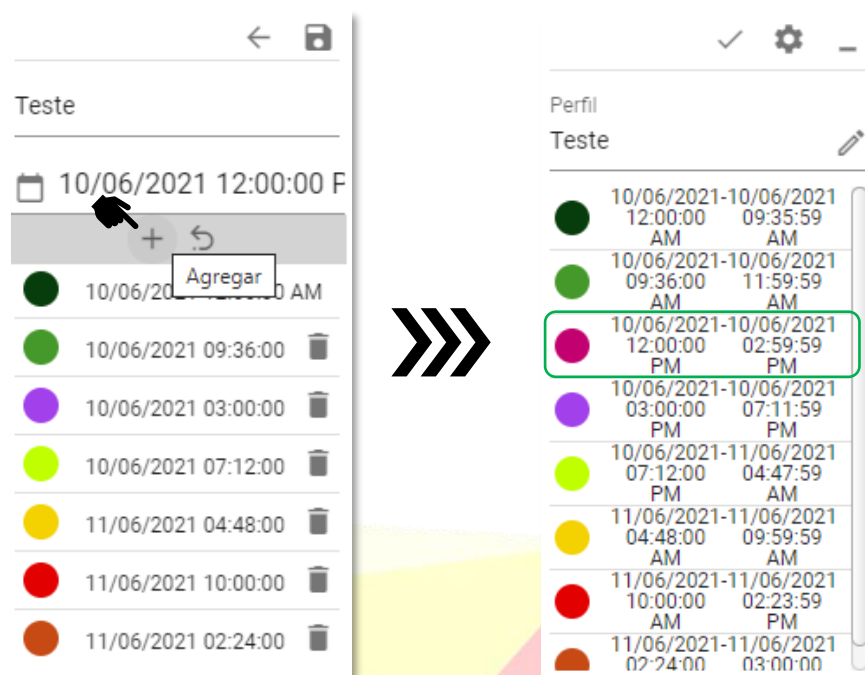 Teste
10/06/2021 12:00:00 P
Agregar
10/06/20 AM
10/06/2021 09:36:00
10/06/2021 03:00:00
10/06/2021 07:12:00
11/06/2021 04:48:00
11/06/2021 10:00:00
11/06/2021 02:24:00
Perfil
Teste
10/06/2021-10/06/2021
12:00:00 09:35:59
AM AM
10/06/2021-10/06/2021
09:36:00 11:59:59
AM AM
10/06/2021-10/06/2021
12:00:00 02:59:59
PM PM
10/06/2021-10/06/2021
03:00:00 07:11:59
PM PM
10/06/2021-11/06/2021
07:12:00 04:47:59
PM AM
11/06/2021-11/06/2021
04:48:00 09:59:59
AM AM
11/06/2021-11/06/2021
10:00:00 02:23:59
AM PM
11/06/2021-11/06/2021
02:24:00 03:00:00